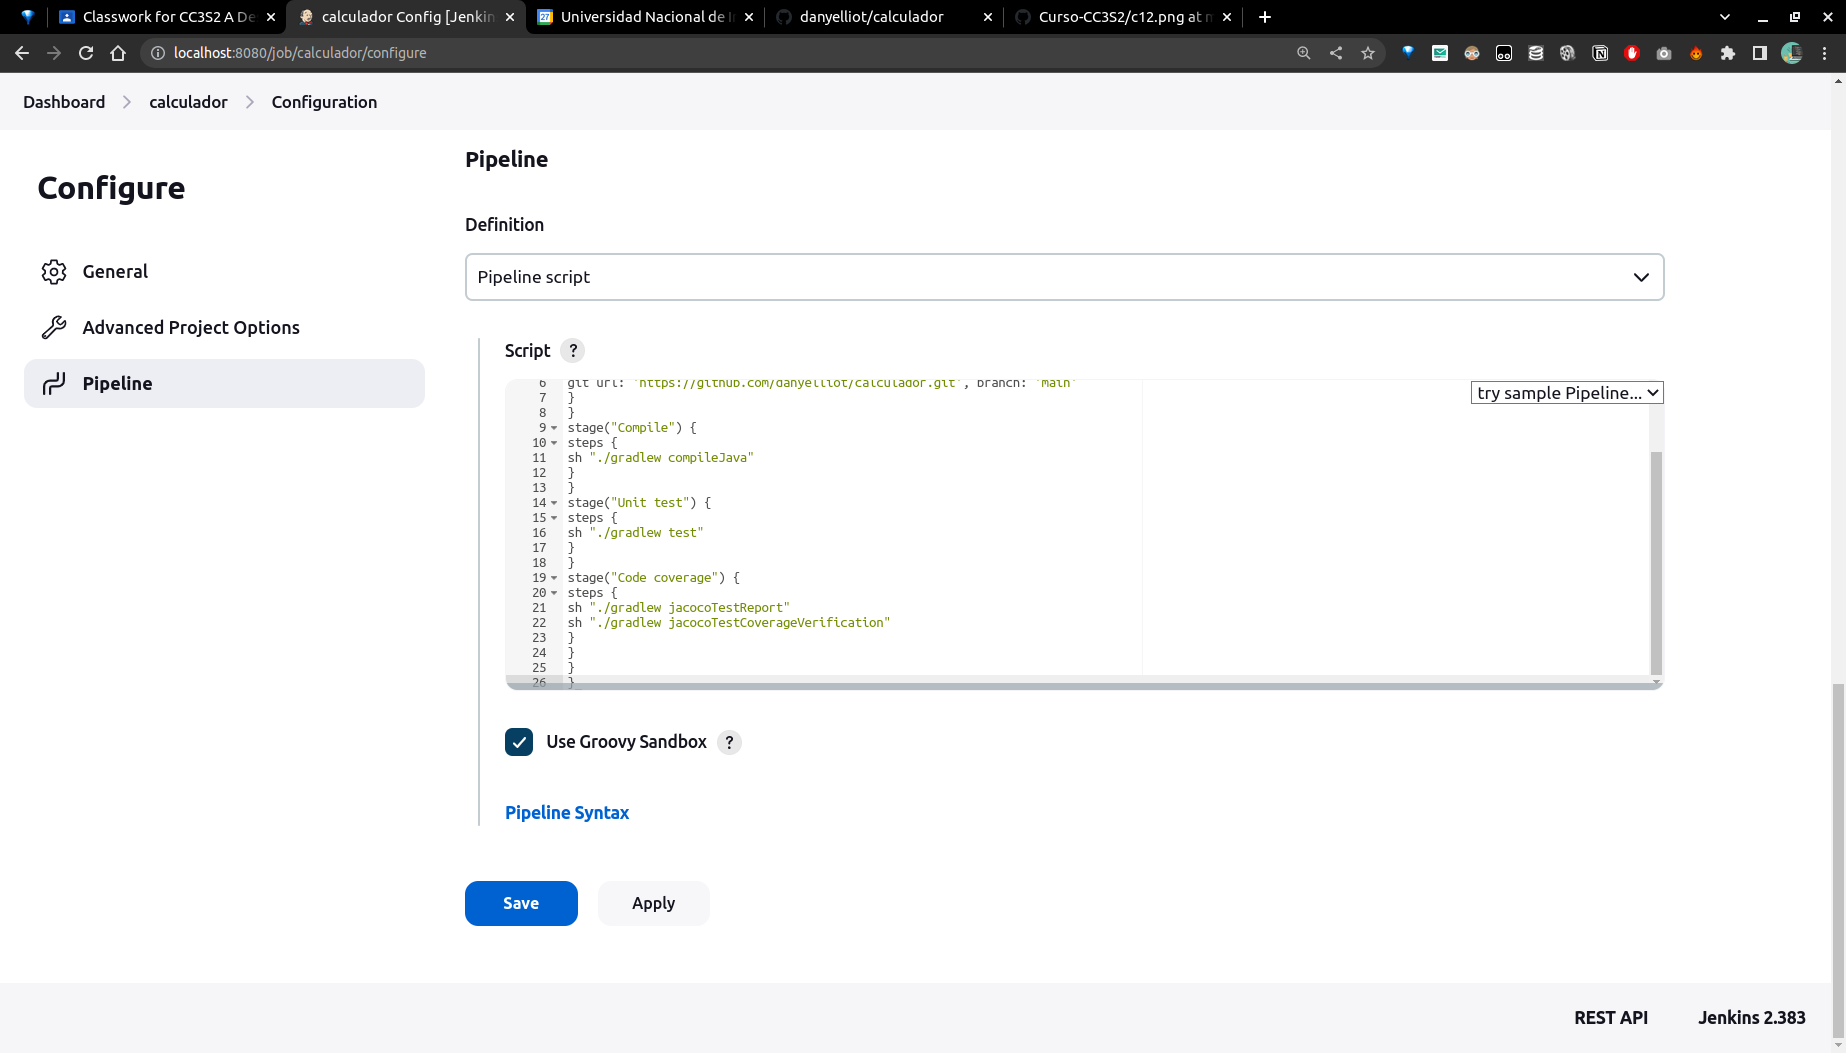 Classwork for CC3S2 A De
calculador Config [Jenkin
Universidad Nacional de I
danyelliot/calculador
Curso-CC3S2/c12.png at m
localhost:8080/job/calculador/configure
Dashboard
calculador
Configuration
Configure
General
Advanced Project Options
Pipeline
Pipeline
Definition
Pipeline script
Script ?
try sample Pipeline...
6 git url: 'https://github.com/danyelliot/calculador.git', branch: 'main'
7 }
8 }
9 stage("Compile") {
10 steps {
11 sh "./gradlew compileJava"
12 }
13 }
14 stage("Unit test") {
15 steps {
16 sh "./gradlew test"
17 }
18 }
19 stage("Code coverage") {
20 steps {
21 sh "./gradlew jacocoTestReport"
22 sh "./gradlew jacocoTestCoverageVerification"
23 }
24 }
25 }
26 }
Use Groovy Sandbox ?
Pipeline Syntax
Save
Apply
REST API
Jenkins 2.383